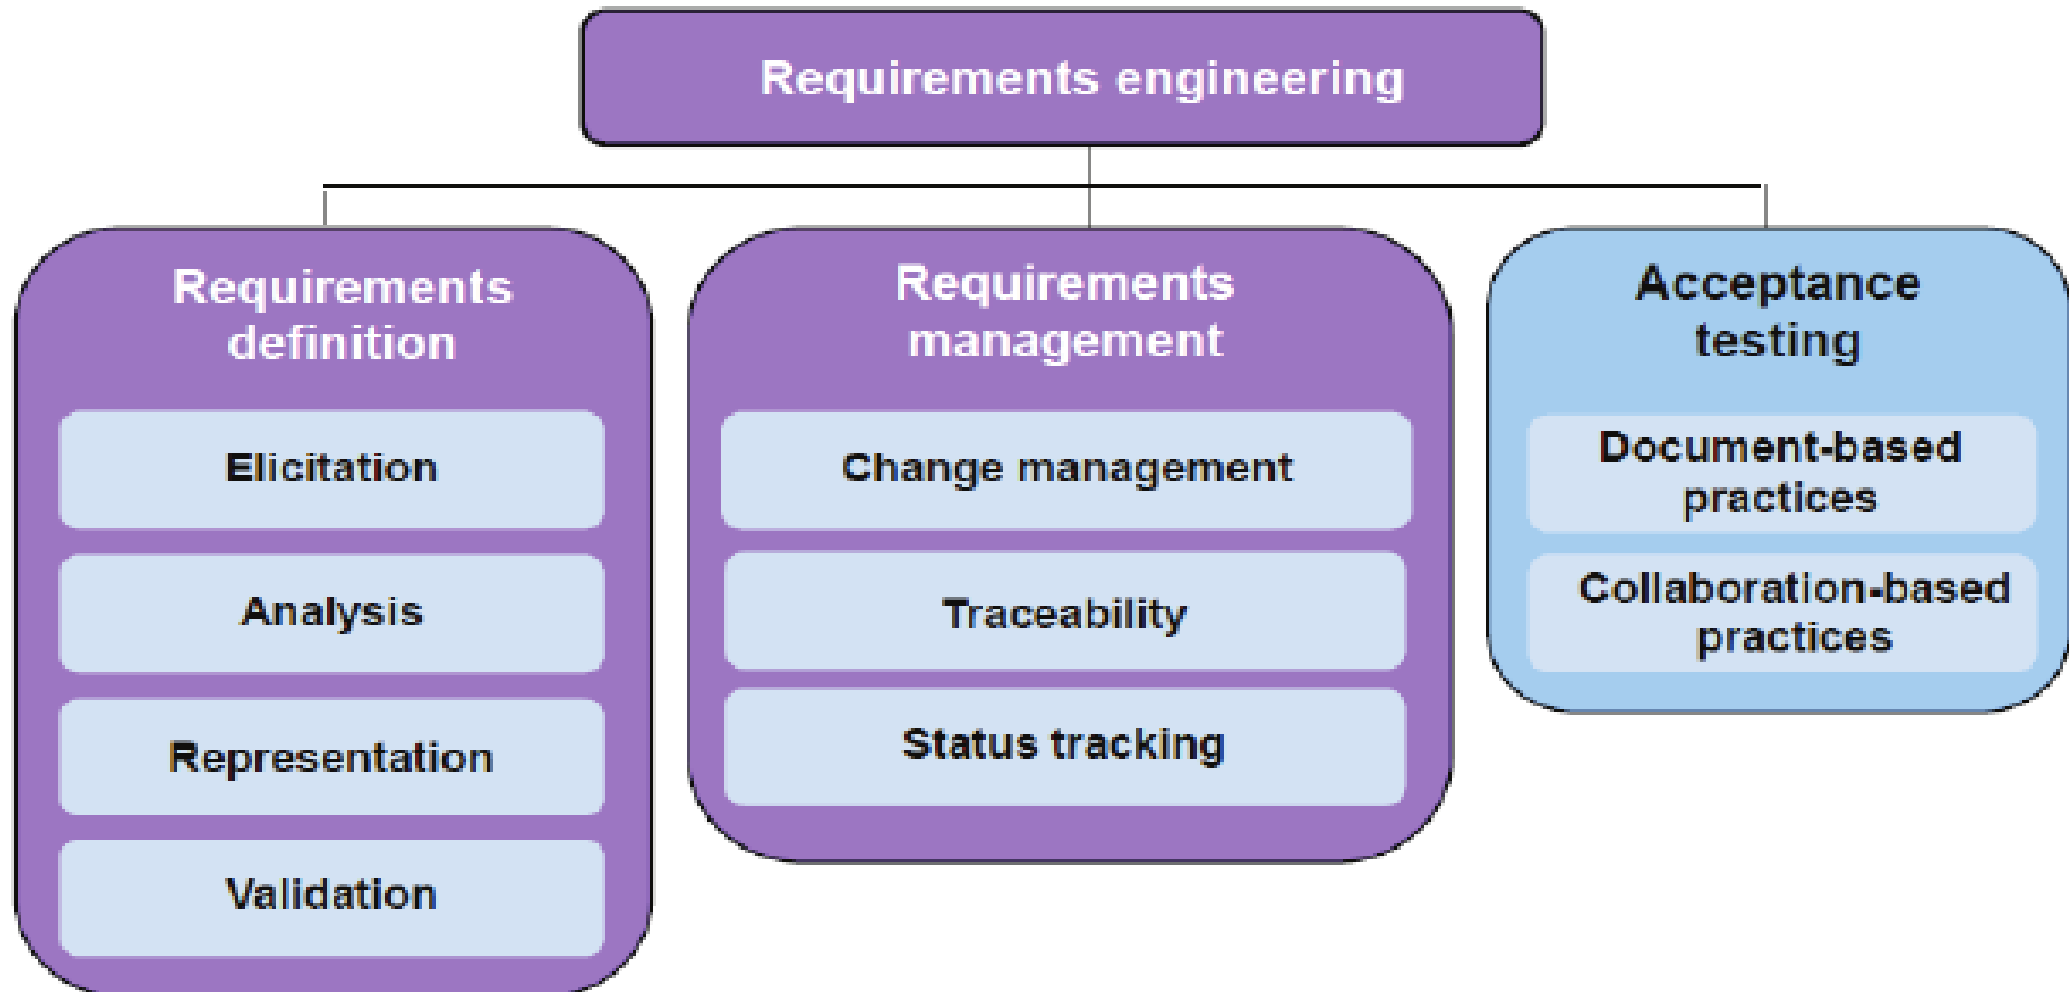 Requirements engineering
Requirements
definition
Elicitation
Analysis
Representation
Validation
Requirements
management
Change management
Traceability
Status tracking
Acceptance
testing
Document-based
practices
Collaboration-based
practices